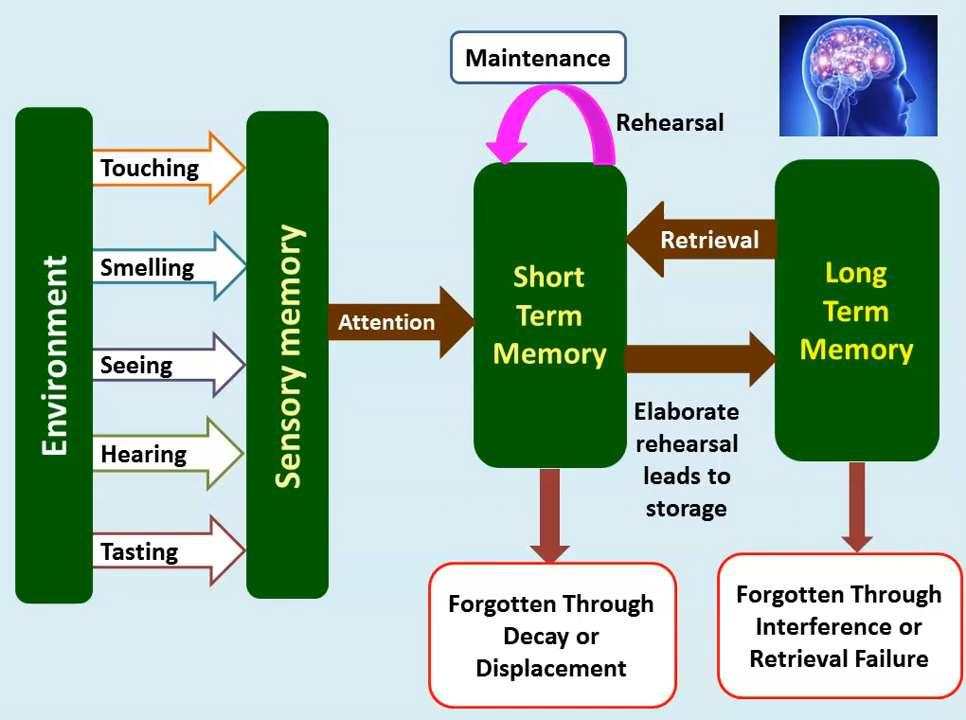 Maintenance
Rehearsal
Environment
Touching
Smelling
Seeing
Hearing
Tasting
Sensory memory
Attention
Short
Term
Memory
Retrieval
Elaborate
rehearsal
leads to
storage
Long
Term
Memory
Forgotten Through
Decay or
Displacement
Forgotten Through
Interference or
Retrieval Failure